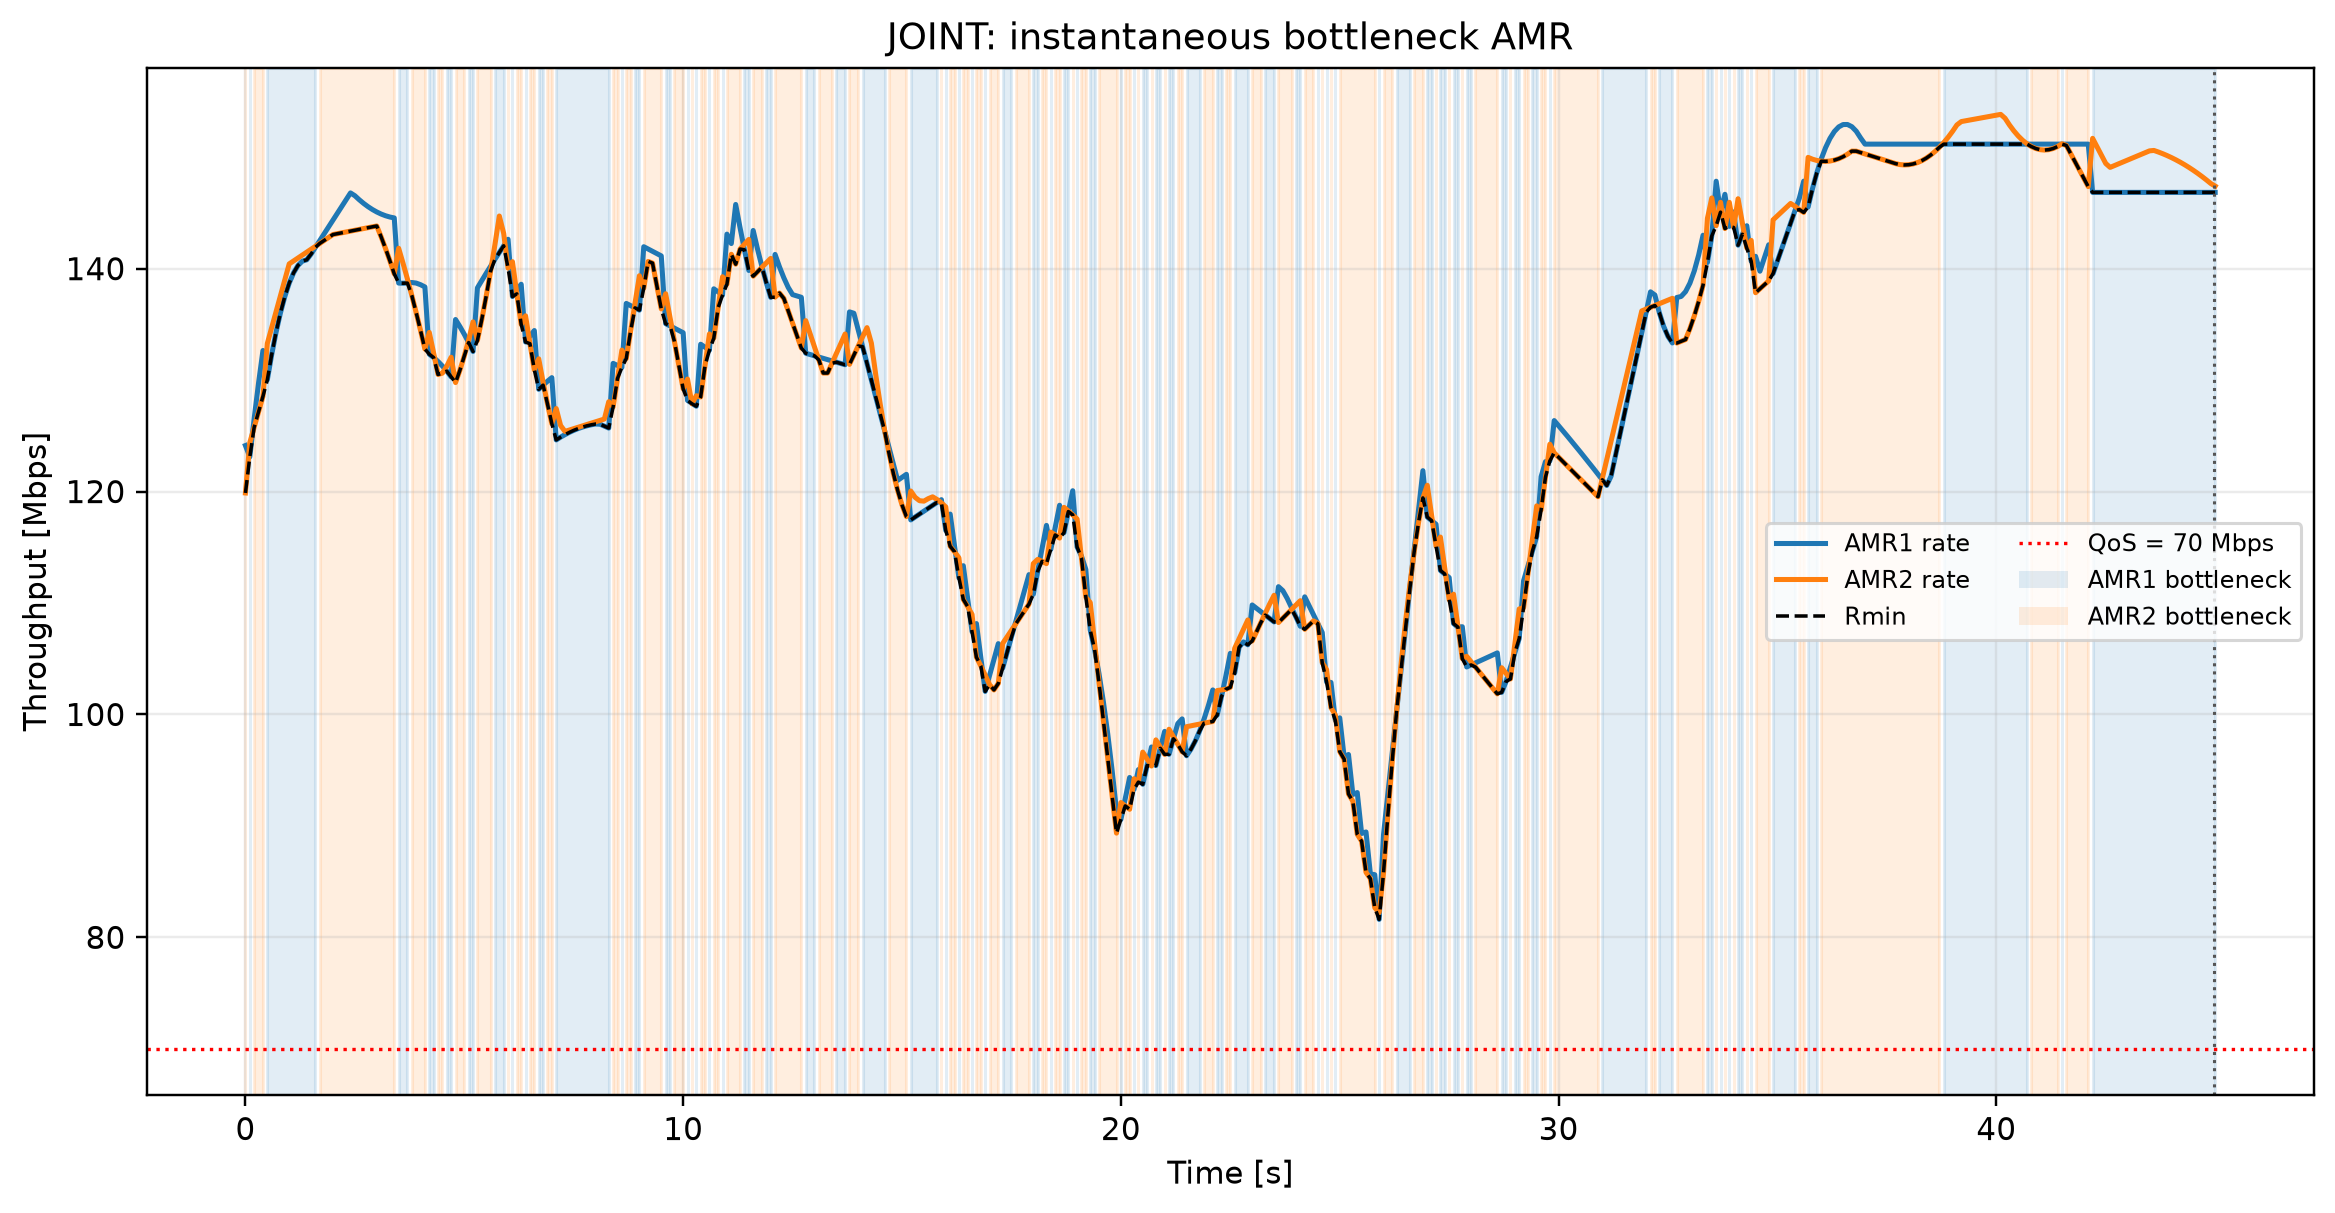 JOINT: instantaneous bottleneck AMR
Throughput [Mbps]
140
120
100
80
AMR1 rate
AMR2 rate
Rmin
QoS = 70 Mbps
AMR1 bottleneck
AMR2 bottleneck
0
10
20
30
40
Time [s]